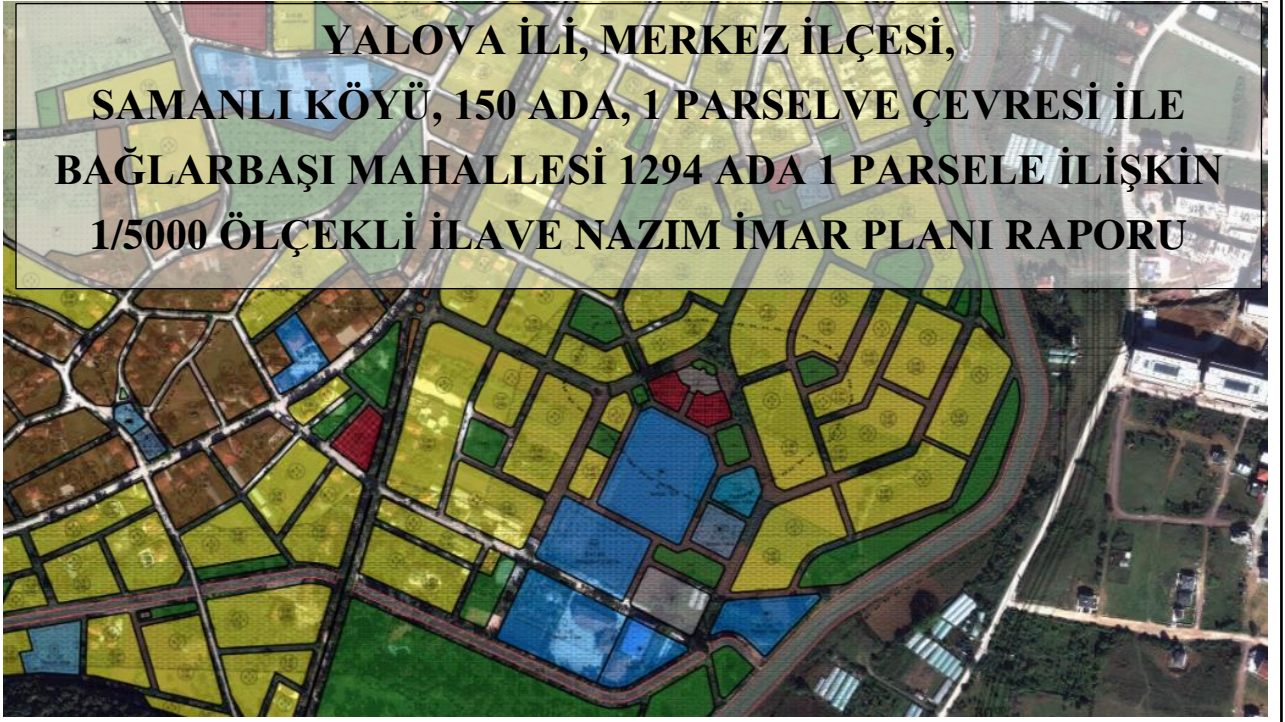 YALOVA İLİ, MERKEZ İLÇESİ,
SAMANLI KÖYÜ, 150 ADA, 1 PARSELVE ÇEVRESİ İLE
BAĞLARBAŞI MAHALLESİ 1294 ADA 1 PARSELE İLİŞKİN
1/5000 ÖLÇEKLİ İLAVE NAZIM İMAR PLANI RAPORU